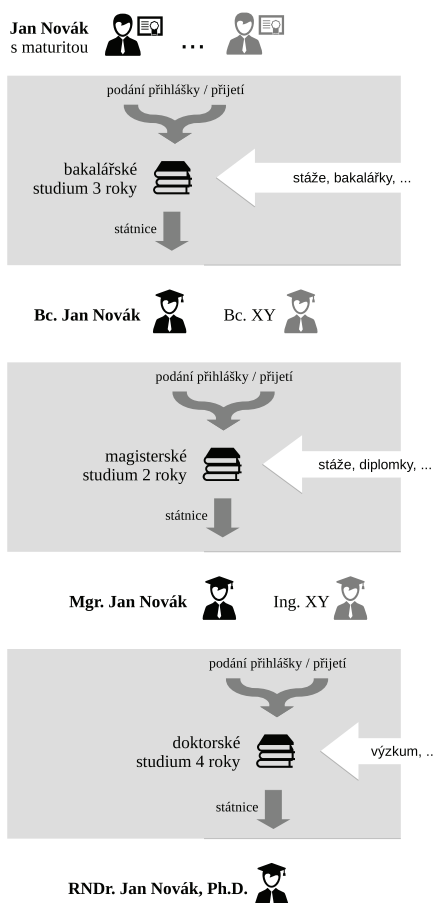 Jan Novák
s maturitou
...
podání přihlášky / přijetí
bakalářské
studium 3 roky
stáže, bakalářky, ...
státnice
Bc. Jan Novák
Bc. XY
podání přihlášky / přijetí
magisterské
studium 2 roky
stáže, diplomky, ...
státnice
Mgr. Jan Novák
Ing. XY
podání přihlášky / přijetí
doktorské
studium 4 roky
výzkum, ..
státnice
RNDr. Jan Novák, Ph.D.